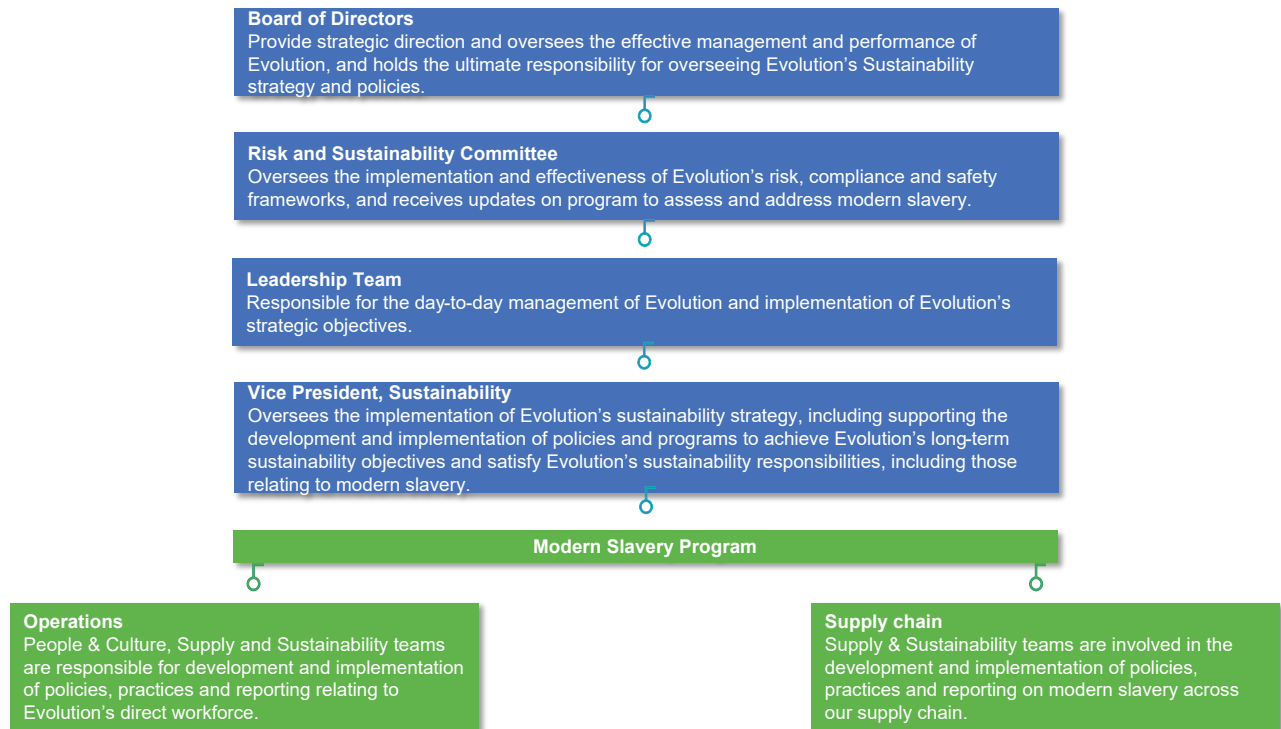 Board of Directors
Provide strategic direction and oversees the effective management and performance of
Evolution, and holds the ultimate responsibility for overseeing Evolution’s Sustainability
strategy and policies.
Risk and Sustainability Committee
Oversees the implementation and effectiveness of Evolution’s risk, compliance and safety
frameworks, and receives updates on program to assess and address modern slavery.
Leadership Team
Responsible for the day-to-day management of Evolution and implementation of Evolution’s
strategic objectives.
Vice President, Sustainability
Oversees the implementation of Evolution’s sustainability strategy, including supporting the
development and implementation of policies and programs to achieve Evolution’s long-term
sustainability objectives and satisfy Evolution’s sustainability responsibilities, including those
relating to modern slavery.
Modern Slavery Program
Operations
People & Culture, Supply and Sustainability teams
are responsible for development and implementation
of policies, practices and reporting relating to
Evolution’s direct workforce.
Supply chain
Supply & Sustainability teams are involved in the
development and implementation of policies,
practices and reporting on modern slavery across
our supply chain.